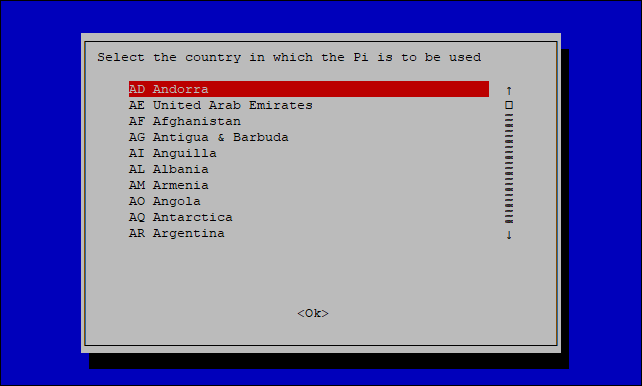 Select the country in which the Pi is to be used
AD Andorra
AE United Arab Emirates
AF Afghanistan
AG Antigua & Barbuda
AI Anguilla
AL Albania
AM Armenia
AO Angola
AQ Antarctica
AR Argentina
<Ok>